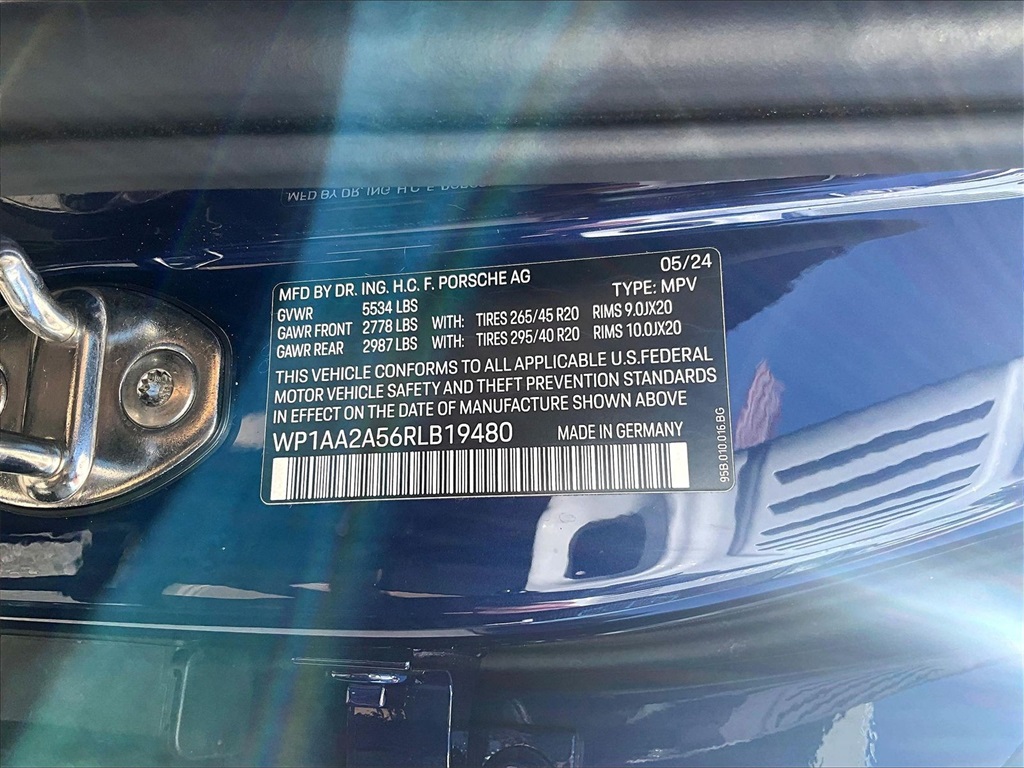 MFD BY DR. ING. H.C. F. PORSCHE AG 05/24
GVWR 5534 LBS TYPE: MPV
GAWR FRONT 2778 LBS WITH: TIRES 265/45 R20 RIMS 9.0JX20
GAWR REAR 2987 LBS WITH: TIRES 295/40 R20 RIMS 10.0JX20
THIS VEHICLE CONFORMS TO ALL APPLICABLE U.S.FEDERAL
MOTOR VEHICLE SAFETY AND THEFT PREVENTION STANDARDS
IN EFFECT ON THE DATE OF MANUFACTURE SHOWN ABOVE
WP1AA2A56RLB19480 MADE IN GERMANY
95B.010.016.BG